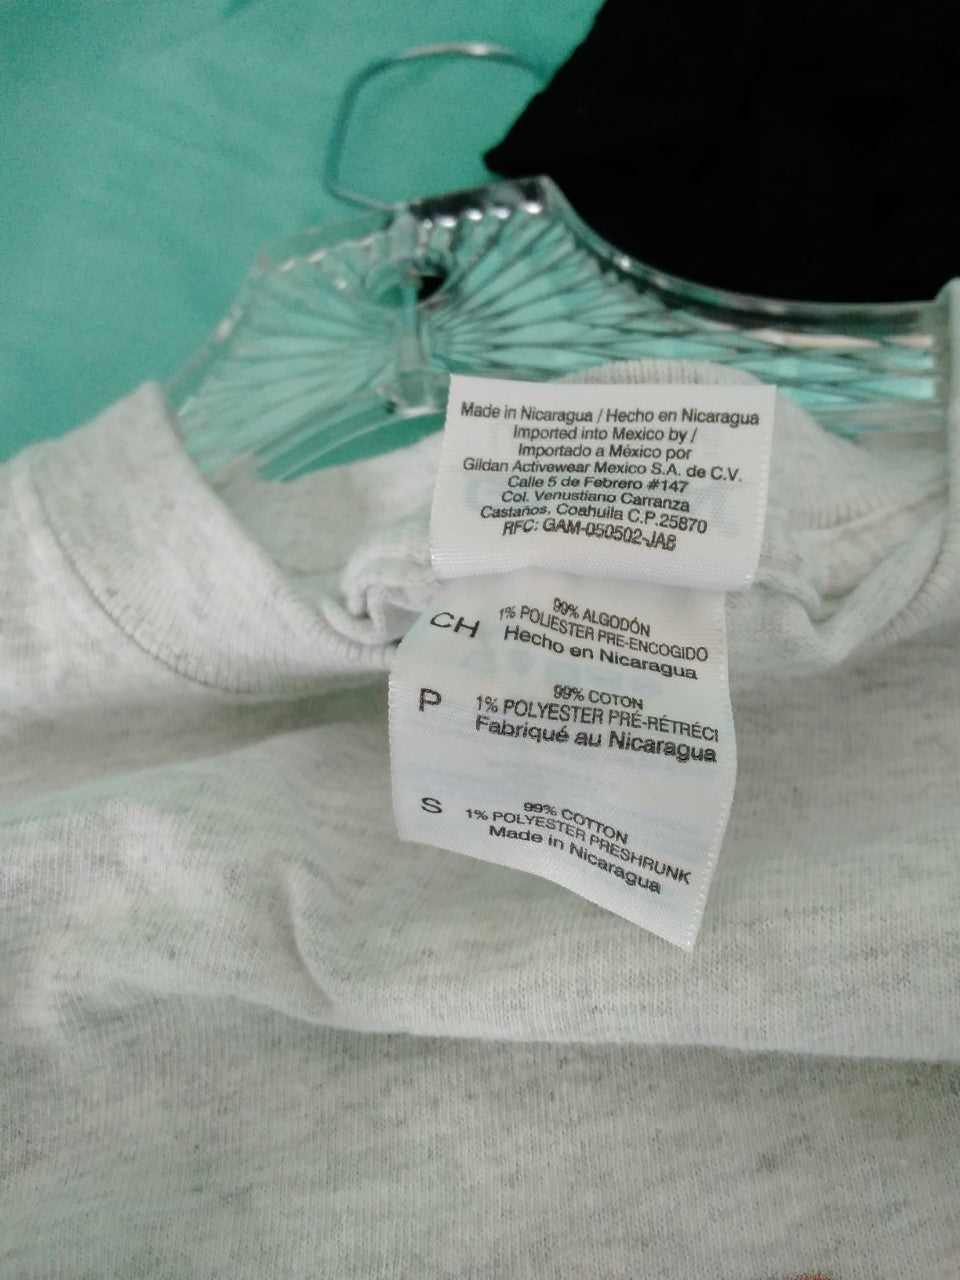 Made in Nicaragua / Hecho en Nicaragua
Imported into Mexico by /
Importado a México por
Gildan Activewear Mexico S.A. de C.V.
Calle 5 de Febrero #147
Col. Venustiano Carranza
Castaños, Coahuila C.P.25870
RFC: GAM-050502-JA8
CH
99% ALGODÓN
1% POLIESTER PRE-ENCOGIDO
Hecho en Nicaragua
P
99% COTON
1% POLYESTER PRÉ-RÉTRÉCI
Fabriqué au Nicaragua
S
99% COTTON
1% POLYESTER PRESHRUNK
Made in Nicaragua